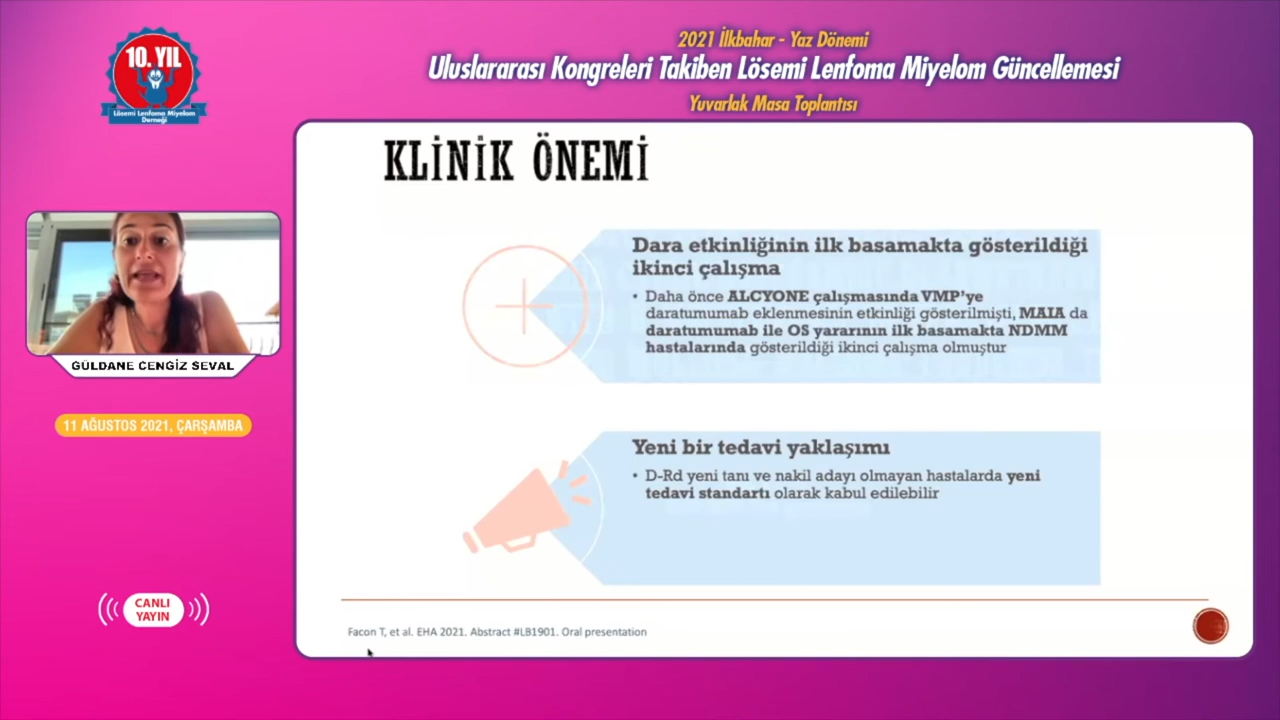 10. YIL
Lösemi Lenfoma Miyelom
Derneği
2021 İlkbahar - Yaz Dönemi
Uluslararası Kongreleri Takiben Lösemi Lenfoma Miyelom Güncellemesi
Yuvarlak Masa Toplantısı
GÜLDANE CENGİZ SEVAL
11 AĞUSTOS 2021, ÇARŞAMBA
CANLI
YAYIN
KLİNİK ÖNEMİ
Dara etkinliğinin ilk basamakta gösterildiği
ikinci çalışma
• Daha önce ALCYONE çalışmasında VMP'ye
daratumumab eklenmesinin etkinliği gösterilmişti, MAIA da
daratumumab ile OS yararının ilk basamakta NDMM
hastalarında gösterildiği ikinci çalışma olmuştur
Yeni bir tedavi yaklaşımı
• D-Rd yeni tanı ve nakil adayı olmayan hastalarda yeni
tedavi standartı olarak kabul edilebilir
Facon T, et al. EHA 2021. Abstract #LB1901. Oral presentation